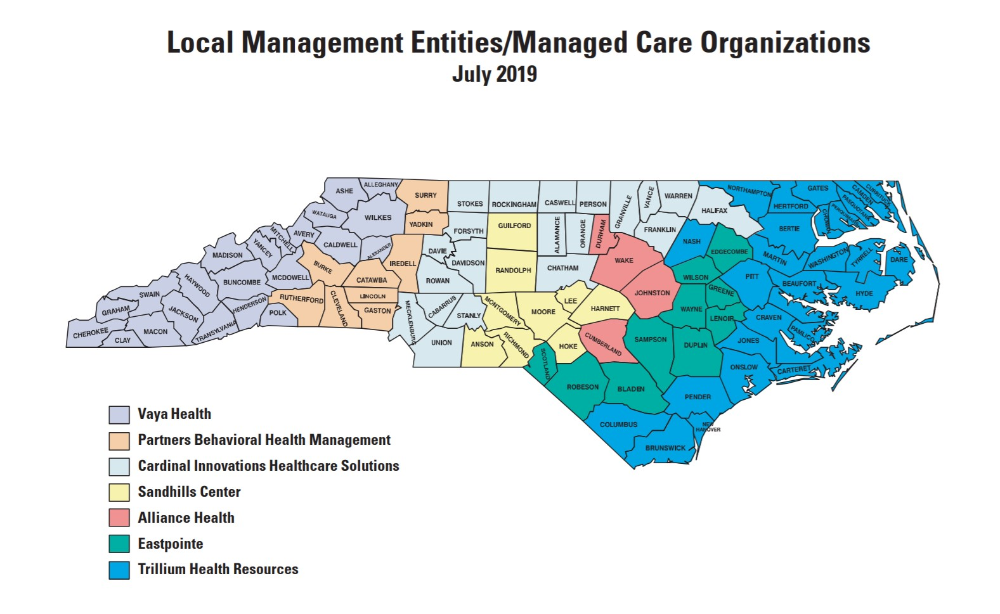 Local Management Entities/Managed Care Organizations
July 2019
ASHE
ALLEGHANY
SURRY
STOKES
ROCKINGHAM
CASWELL
PERSON
GRANVILLE
VANCE
WARREN
NORTHAMPTON
GATES
CAMDEN
CURRITUCK
HALIFAX
HERTFORD
PASQUOTANK
PERQUIMANS
CHOWAN
WATAUGA
WILKES
YADKIN
FORSYTH
GUILFORD
ALAMANCE
ORANGE
DURHAM
FRANKLIN
NASH
BERTIE
MITCHELL
AVERY
CALDWELL
ALEXANDER
DAVIE
EDGECOMBE
YANCEY
MADISON
BURKE
IREDELL
DAVIDSON
RANDOLPH
CHATHAM
WAKE
MARTIN
WASHINGTON
TYRRELL
DARE
HAYWOOD
BUNCOMBE
MCDOWELL
CATAWBA
ROWAN
WILSON
PITT
BEAUFORT
HYDE
SWAIN
RUTHERFORD
LINCOLN
CLEVELAND
JOHNSTON
GREENE
GRAHAM
JACKSON
HENDERSON
POLK
GASTON
MECKLENBURG
CABARRUS
STANLY
MONTGOMERY
MOORE
LEE
HARNETT
WAYNE
LENOIR
CRAVEN
PAMLICO
CHEROKEE
CLAY
MACON
TRANSYLVANIA
UNION
ANSON
RICHMOND
HOKE
CUMBERLAND
SAMPSON
DUPLIN
JONES
SCOTLAND
ONSLOW
CARTERET
ROBESON
BLADEN
PENDER
COLUMBUS
NEW
HANOVER
BRUNSWICK
Vaya Health
Partners Behavioral Health Management
Cardinal Innovations Healthcare Solutions
Sandhills Center
Alliance Health
Eastpointe
Trillium Health Resources